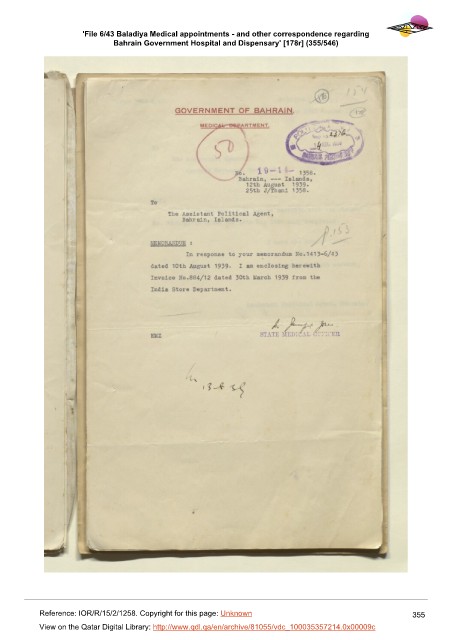 'File 6/43 Baladiya Medical appointments - and other correspondence regarding
Bahrain Government Hospital and Dispensary' [178r] (355/546)
GOVERNMENT OF BAHRAIN.
MEDICAL DEPARTMENT.
50
No. 10-18- 1358.
Bahrain, --- Islands,
12th August 1939.
25th J/Thani 1358.
To
The Assistant Political Agent,
Bahrain, Islands.
p.153
MEMORANDUM :
In response to your memorandum No.1413-6/43
dated 10th August 1939. I am enclosing herewith
Invoice No.864/12 dated 30th March 1939 from the
India Store Department.
STATE MEDICAL OFFICER
Reference: IOR/R/15/2/1258. Copyright for this page: Unknown
355
View on the Qatar Digital Library: http://www.qdl.qa/en/archive/81055/vdc_100035357214.0x00009c